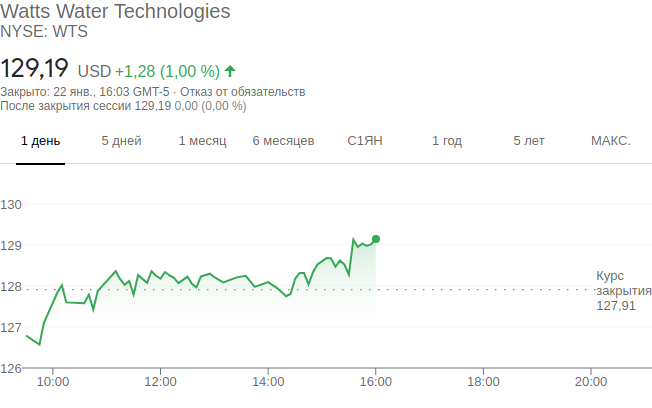 Watts Water Technologies
NYSE: WTS
129,19 USD +1,28 (1,00 %)
Закрыто: 22 янв., 16:03 GMT-5 · Отказ от обязательств
После закрытия сессии 129,19 0,00 (0,00 %)
1 день 5 дней 1 месяц 6 месяцев С1ЯН 1 год 5 лет МАКС.
130
129
128
127
126
Курс
закрытия
127,91
10:00 12:00 14:00 16:00 18:00 20:00